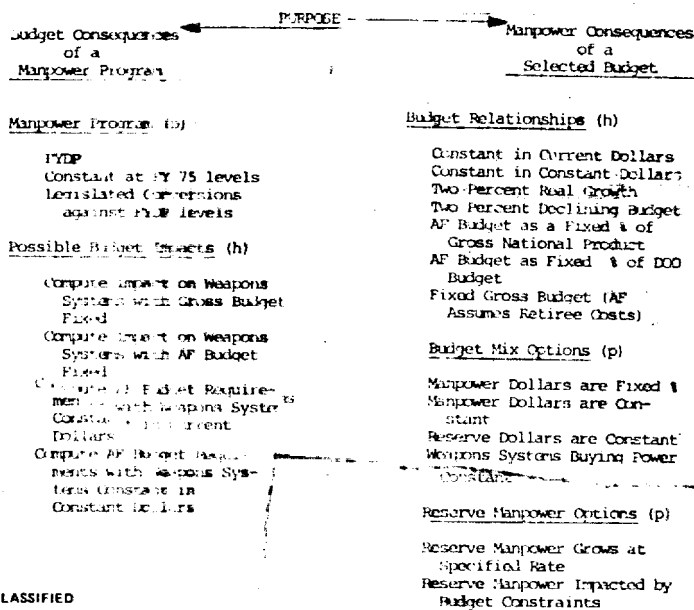 PURPOSE
Budget Consequences
of a
Manpower Program
Manpower Program (p)
FYDP
Constant at FY 75 levels
Legislated Conversions
against FYDP levels
Possible Budget Impacts (h)
Compute Impact on Weapons
Systems with Gross Budget
Fixed
Compute Impact on Weapons
Systems with AF Budget
Fixed
Compute AF Budget Require-
ments with Weapons Systems
Constant in Current
Dollars
Compute AF Budget Require-
ments with Weapons Sys-
tems Constant in
Constant Dollars
Manpower Consequences
of a
Selected Budget
Budget Relationships (h)
Constant in Current Dollars
Constant in Constant Dollars
Two Percent Real Growth
Two Percent Declining Budget
AF Budget as a Fixed % of
Gross National Product
AF Budget as Fixed % of DOD
Budget
Fixed Gross Budget (AF
Assumes Retiree Costs)
Budget Mix Options (p)
Manpower Dollars are Fixed %
Manpower Dollars are Con-
stant
Reserve Dollars are Constant
Weapons Systems Buying Power
Constant
Reserve Manpower Options (p)
Reserve Manpower Grows at
Specified Rate
Reserve Manpower Impacted by
Budget Constraints
LASSIFIED